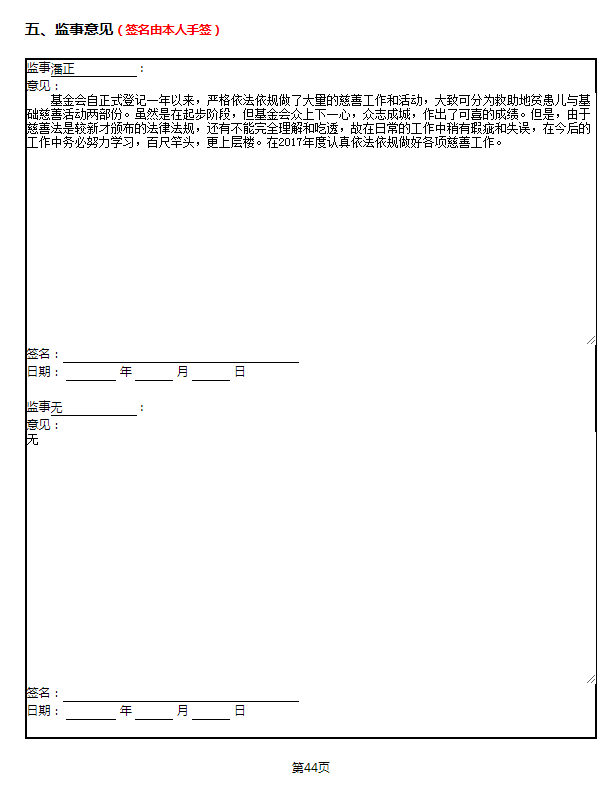 五、监事意见（签名由本人手签）
监事潘正：
意见：
基金会自正式登记一年以来，严格依法依规做了大量的慈善工作和活动，大致可分为救助地贫患儿与基
础慈善活动两部份。虽然是在起步阶段，但基金会众上下一心，众志成城，作出了可喜的成绩。但是，由于
慈善法是较新才颁布的法律法规，还有不能完全理解和吃透，故在日常的工作中稍有瑕疵和失误，在今后的
工作中务必努力学习，百尺竿头，更上层楼。在2017年度认真依法依规做好各项慈善工作。
签名：
日期： 年 月 日
监事无：
意见：
无
签名：
日期： 年 月 日
第44页